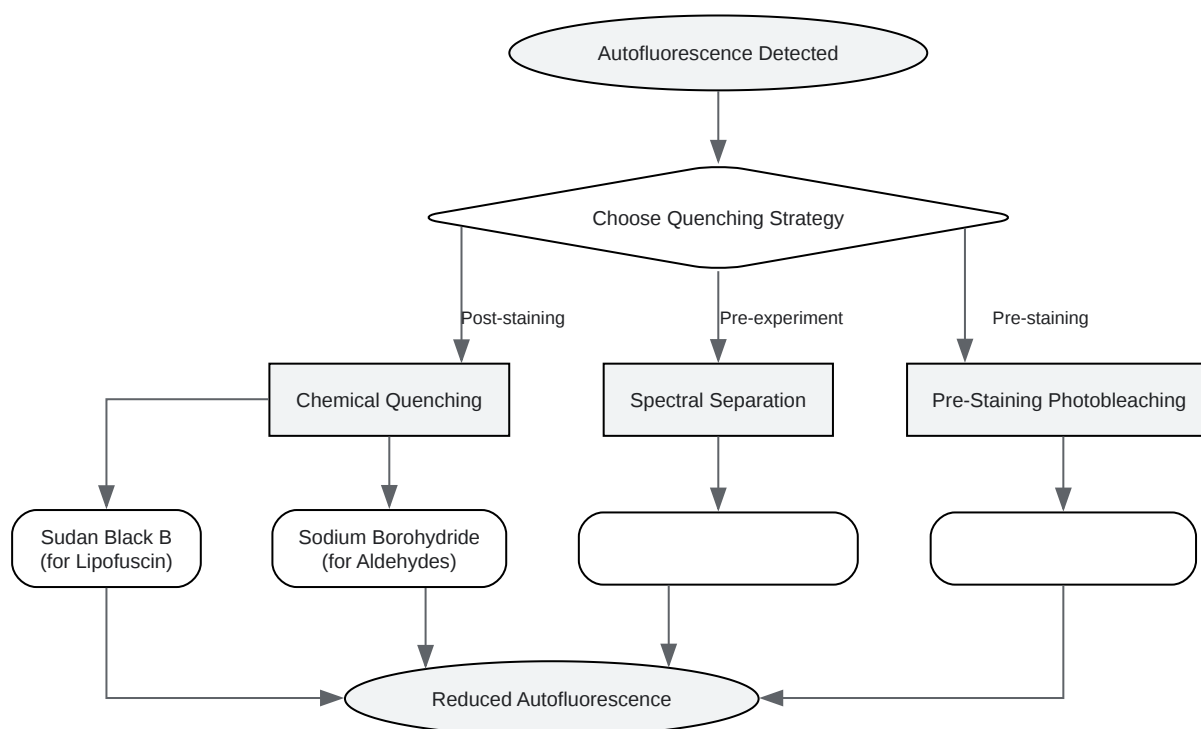 Autofluorescence Detected
Choose Quenching Strategy
Post-staining
Pre-experiment
Pre-staining
Chemical Quenching
Spectral Separation
Pre-Staining Photobleaching
Sudan Black B
(for Lipofuscin)
Sodium Borohydride
(for Aldehydes)
Reduced Autofluorescence